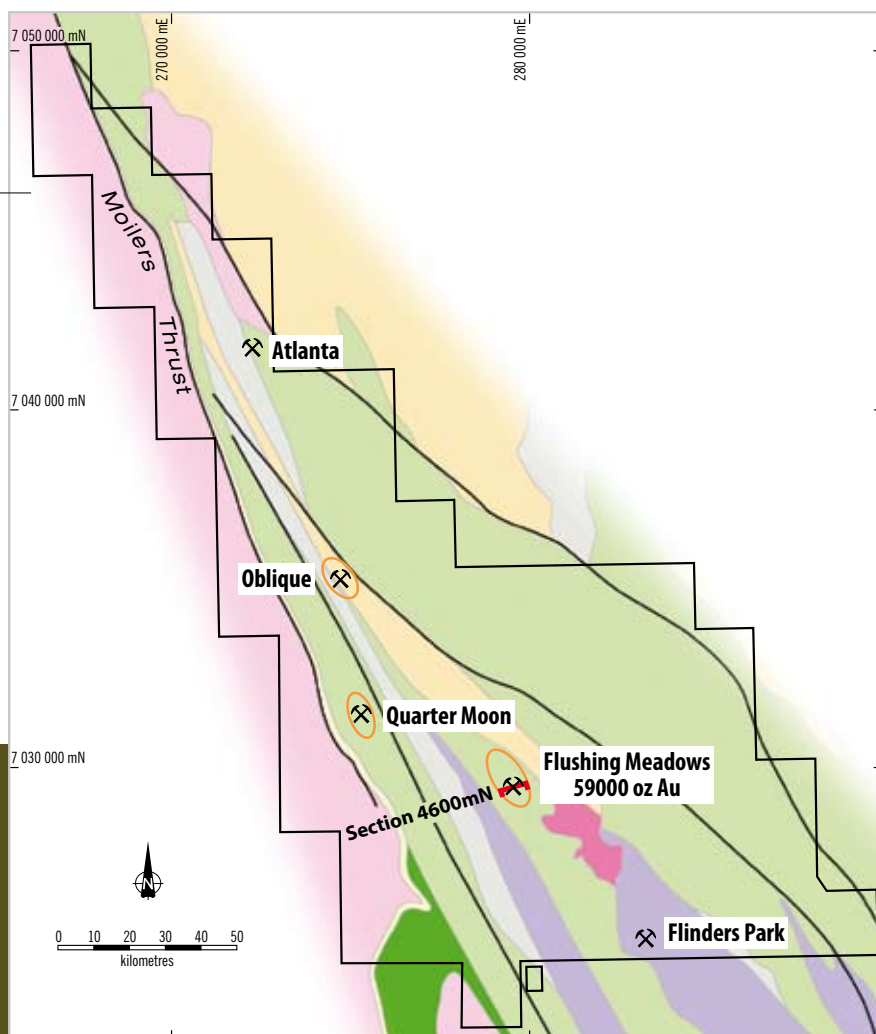 7 050 000 mN
270 000 mE
280 000 mE
Moilers
Thrust
Atlanta
7 040 000 mN
Oblique
Quarter Moon
7 030 000 mN
Flushing Meadows
59000 oz Au
Section 4600mN
N
0 10 20 30 40 50
kilometres
Flinders Park